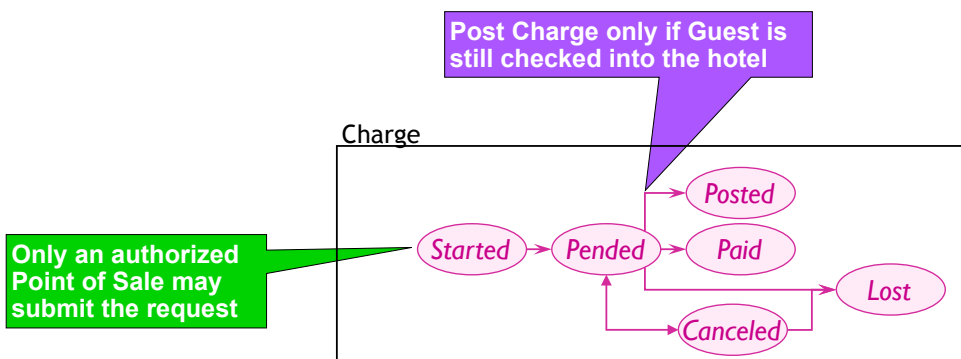 Post Charge only if Guest is
still checked into the hotel
Charge
Posted
Only an authorized
Point of Sale may
submit the request
Started
Pended
Paid
Lost
Canceled